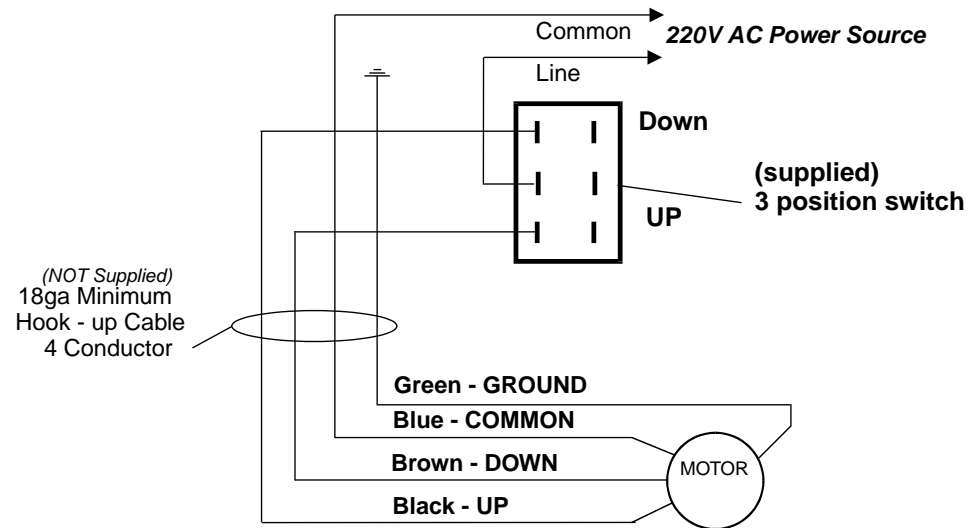 Common
220V AC Power Source
Line
Down
(supplied)
3 position switch
UP
(NOT Supplied)
18ga Minimum
Hook - up Cable
4 Conductor
Green - GROUND
Blue - COMMON
Brown - DOWN
MOTOR
Black - UP